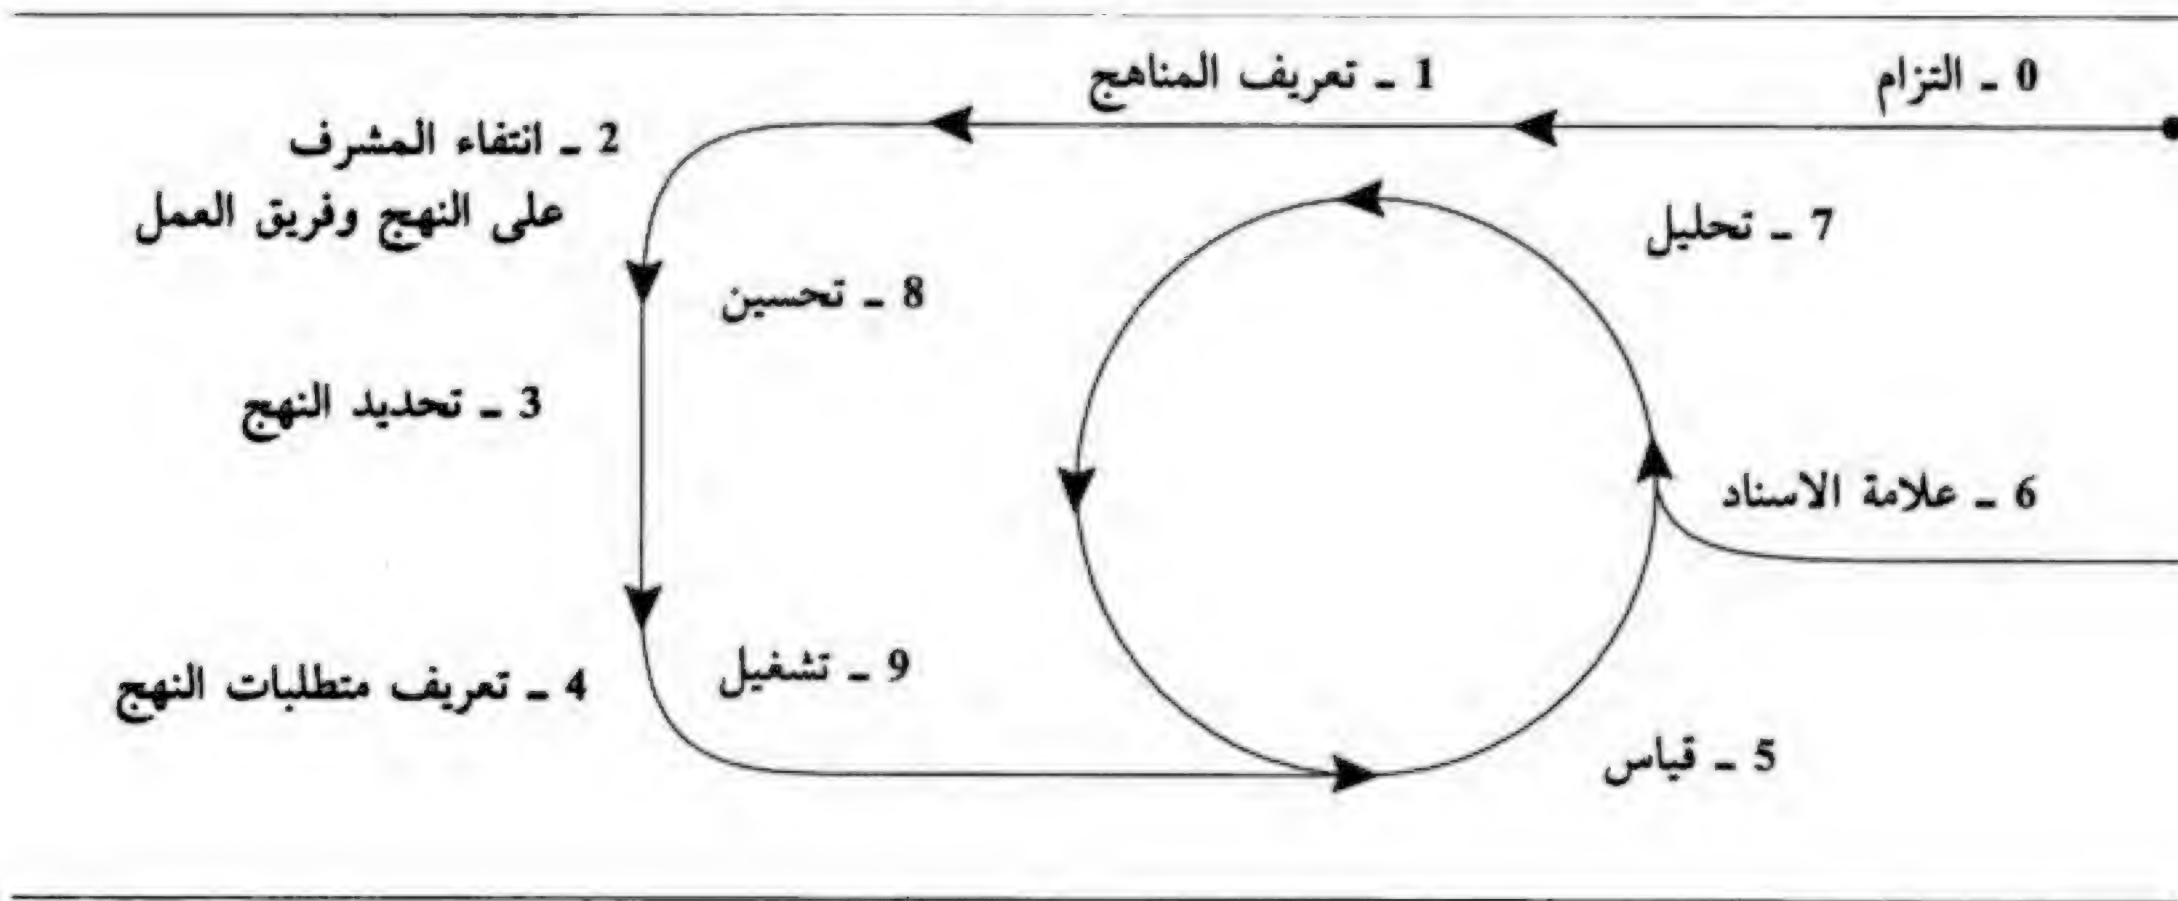 0 ـ التزام
1 ـ تعريف المناهج
2 ـ انتفاء المشرف
على النهج وفريق العمل
3 ـ تحديد النهج
4 ـ تعريف متطلبات النهج
5 ـ قياس
6 ـ علامة الاسناد
7 ـ تحليل
8 ـ تحسين
9 ـ تشغيل